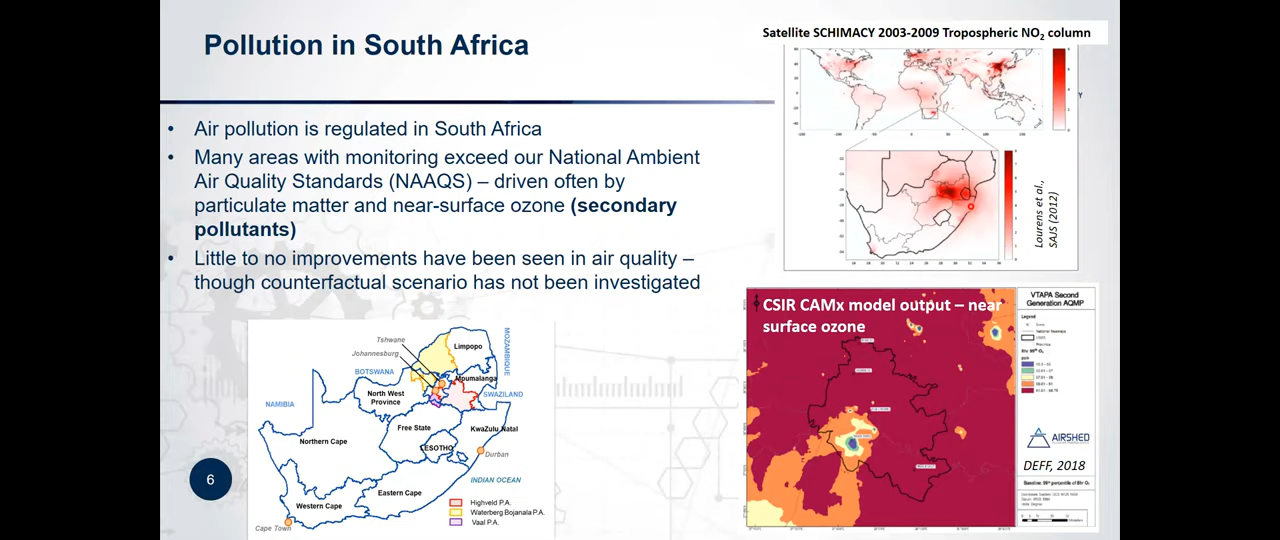 Pollution in South Africa
Satellite SCHIMACY 2003-2009 Tropospheric NO2 column
• Air pollution is regulated in South Africa
• Many areas with monitoring exceed our National Ambient
Air Quality Standards (NAAQS) – driven often by
particulate matter and near-surface ozone (secondary
pollutants)
• Little to no improvements have been seen in air quality –
though counterfactual scenario has not been investigated
Lourens et al.,
SAJS (2012)
CSIR CAMx model output – near
surface ozone
VTAPA Second
Generation AQMP
Legend
AIRSHED
DEFF, 2018
Tshwane
Johannesburg
Limpopo
MOZAMBIQUE
BOTSWANA
Mpumalanga
North West
Province
SWAZILAND
NAMIBIA
Free State
KwaZulu Natal
Northern Cape
LESOTHO
Durban
INDIAN OCEAN
Eastern Cape
Western Cape
Cape Town
Highveld P.A.
Waterberg Bojanala P.A.
Vaal P.A.
6